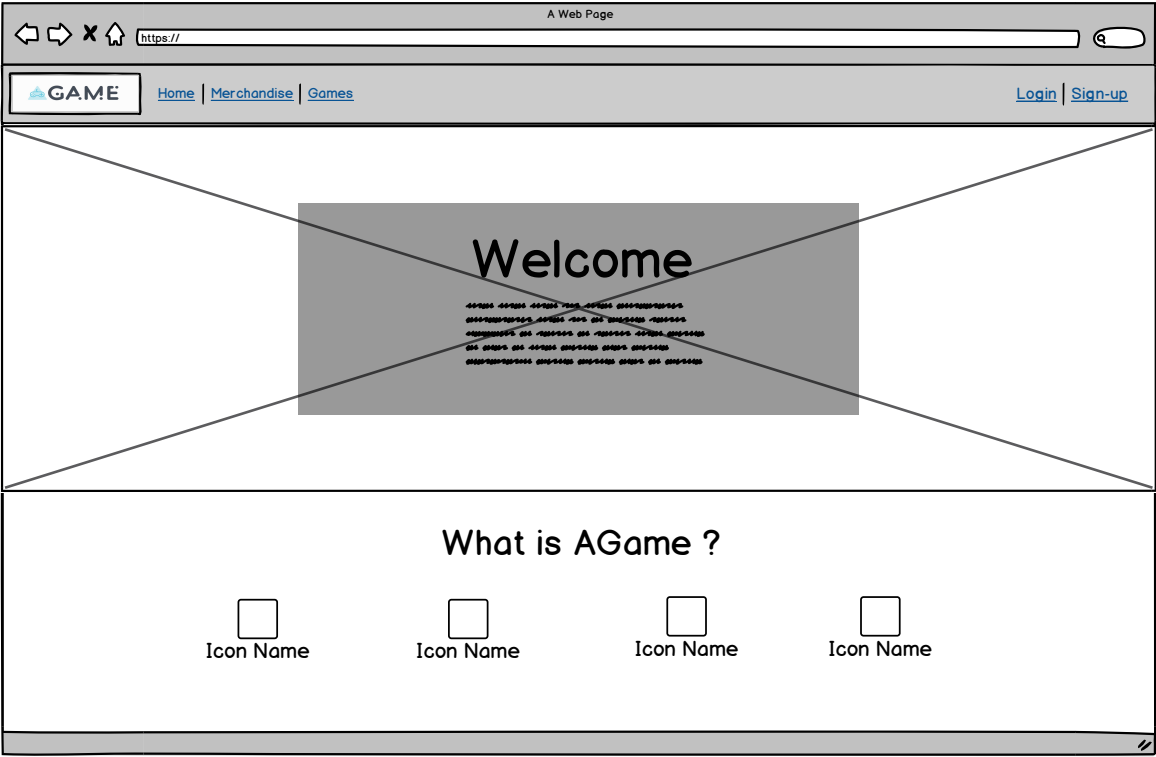 A Web Page
https://
GAME Home Merchandise Games Login Sign-up
Welcome
What is AGame ?
Icon Name Icon Name Icon Name Icon Name